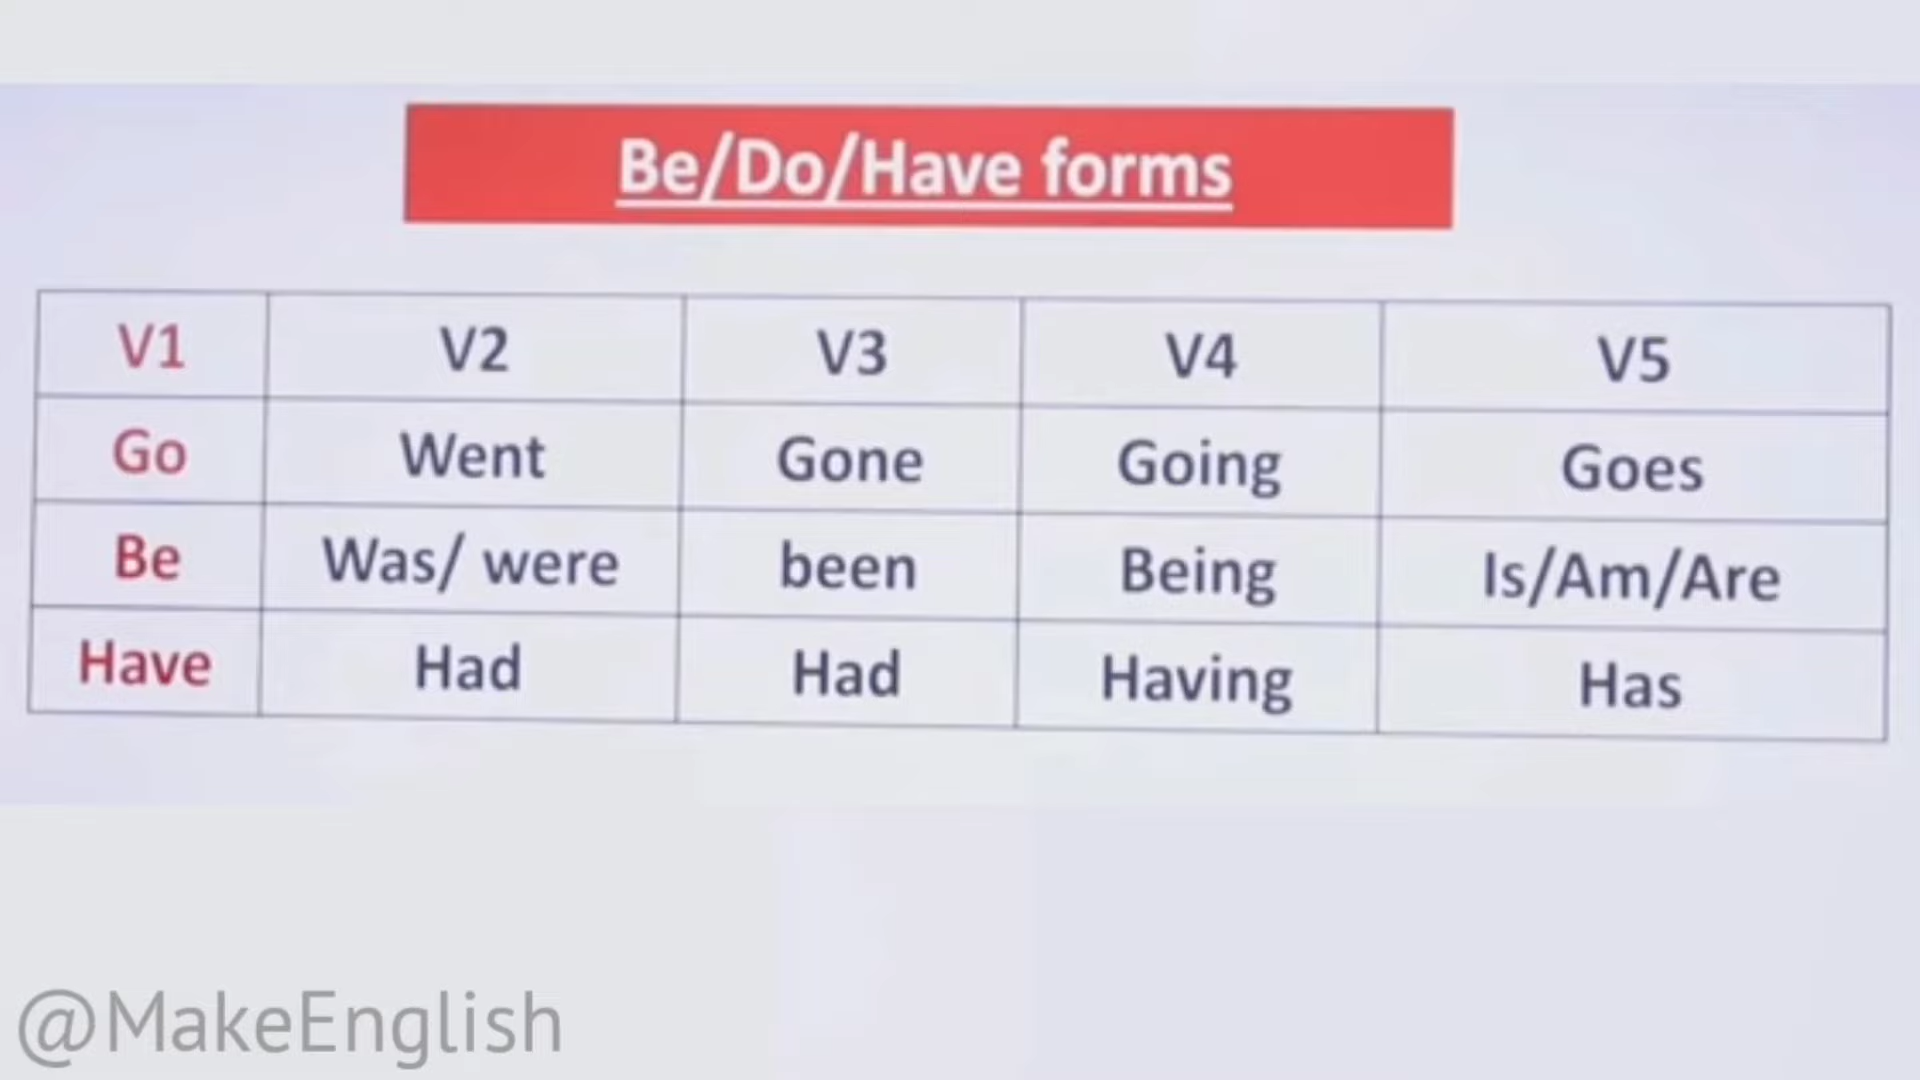 Be/Do/Have forms
V1 V2 V3 V4 V5
Go Went Gone Going Goes
Be Was/ were been Being Is/Am/Are
Have Had Had Having Has
@MakeEnglish